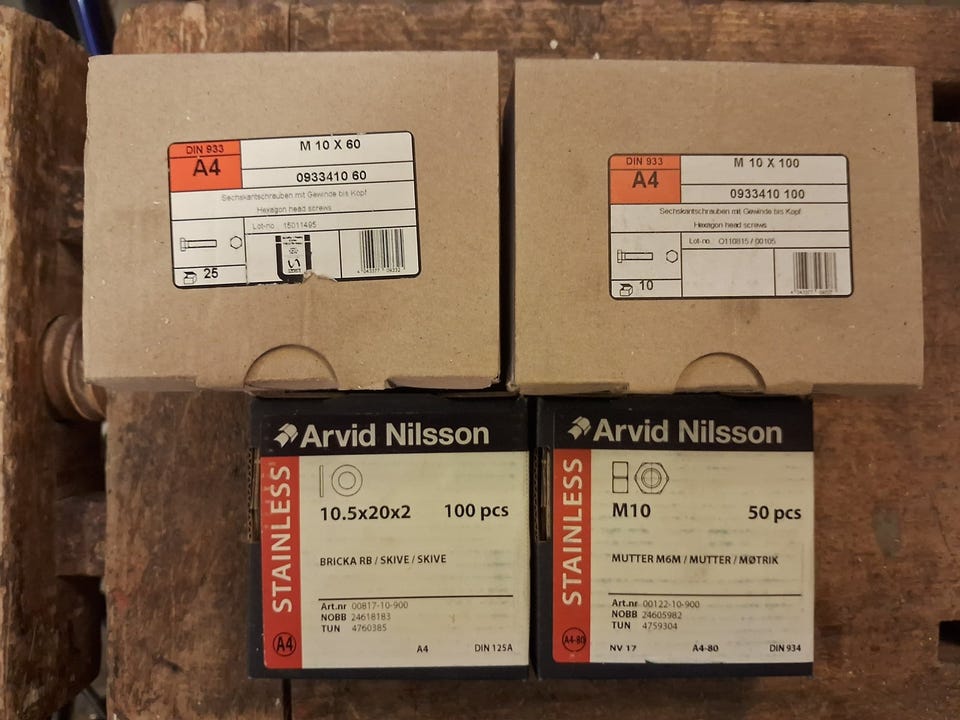 DIN 933
A4
M 10 X 60
0933410 60
Sechskantschrauben mit Gewinde bis Kopf
Hexagon head screws
Lot-no. 15011495
25
DIN 933
A4
M 10 X 100
0933410 100
Sechskantschrauben mit Gewinde bis Kopf
Hexagon head screws
Lot-no. O110815 / 00105
10
Arvid Nilsson
STAINLESS
10.5x20x2 100 pcs
BRICKA RB / SKIVE / SKIVE
Art.nr 00817-10-900
NOBB 24618183
TUN 4760385
A4
A4 DIN 125A
Arvid Nilsson
STAINLESS
M10 50 pcs
MUTTER M6M / MUTTER / MØTRIK
Art.nr 00122-10-900
NOBB 24605982
TUN 4759304
A4-80
NV 17 A4-80 DIN 934